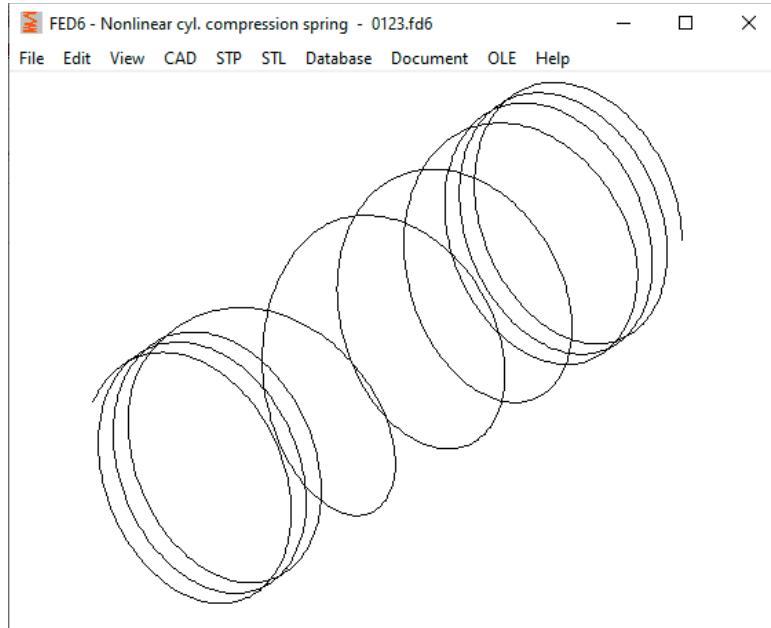 FED6 - Nonlinear cyl. compression spring - 0123.fd6
File Edit View CAD STP STL Database Document OLE Help